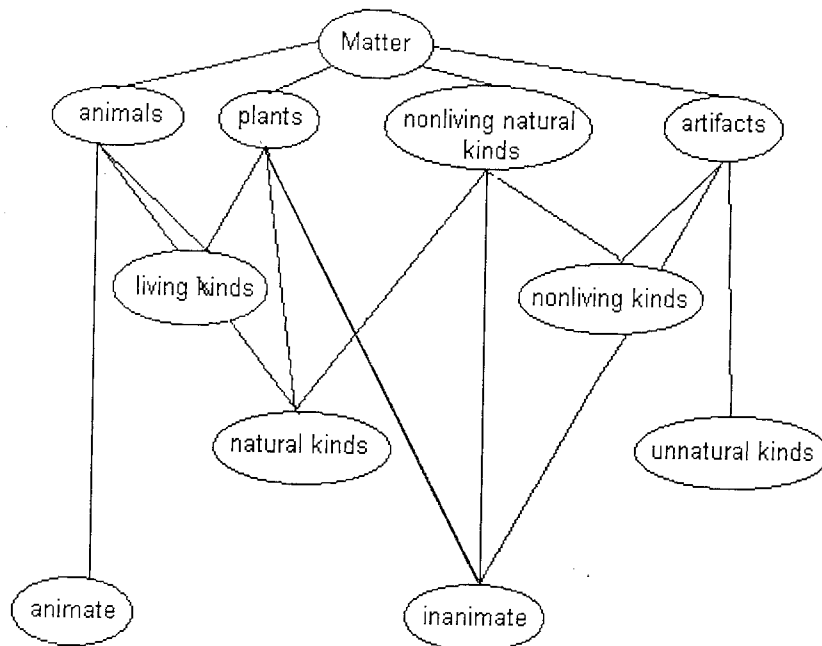 Matter
animals
plants
nonliving natural
kinds
artifacts
living kinds
nonliving kinds
natural kinds
unnatural kinds
animate
inanimate